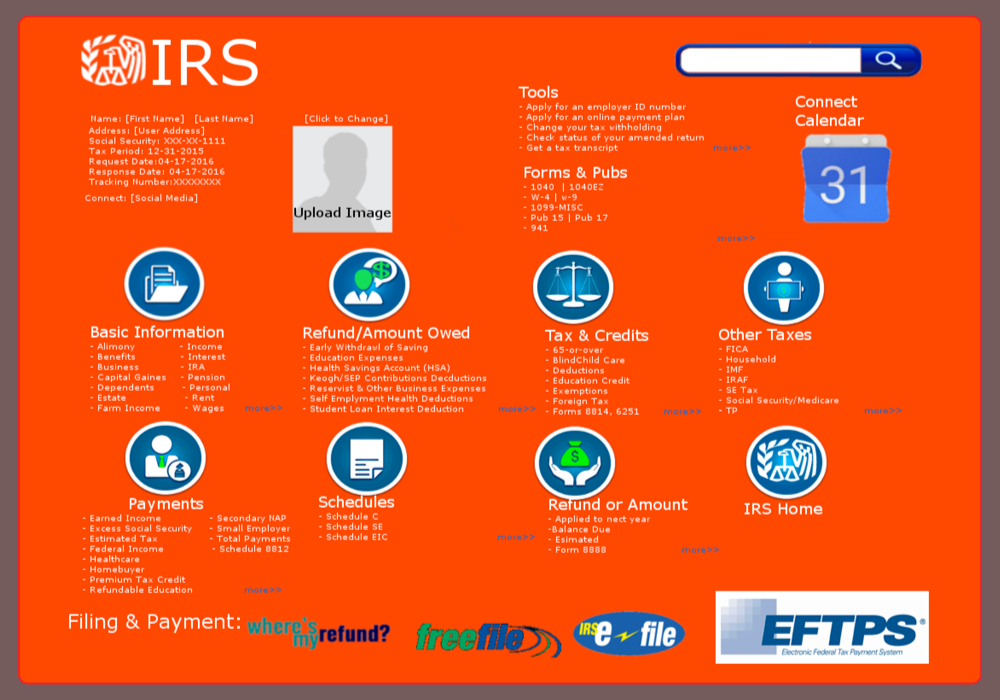 IRS
Name: [First Name] [Last Name]
Address: [User Address]
Social Security: XXX-XX-1111
Tax Period: 12-31-2015
Request Date:04-17-2016
Response Date: 04-17-2016
Tracking Number:XXXXXXXX
Connect: [Social Media]
[Click to Change]
Upload Image
Tools
- Apply for an employer ID number
- Apply for an online payment plan
- Change your tax withholding
- Check status of your amended return
- Get a tax transcript
more>>
Forms & Pubs
- 1040 | 1040EZ
- W-4 | w-9
- 1099-MISC
- Pub 15 | Pub 17
- 941
more>>
Connect
Calendar
31
Basic Information
- Alimony
- Benefits
- Business
- Capital Gaines
- Dependents
- Estate
- Farm Income
- Income
- Interest
- IRA
- Pension
- Personal
- Rent
- Wages
more>>
Refund/Amount Owed
- Early Withdravl of Saving
- Education Expenses
- Health Savings Account (HSA)
- Keogh/SEP Contributions Decductions
- Reservist & Other Business Expenses
- Self Emplyment Health Deductions
- Student Loan Interest Deduction
more>>
Tax & Credits
- 65-or-over
- BlindChild Care
- Deductions
- Education Credit
- Exemptions
- Foreign Tax
- Forms 8814, 6251
more>>
Other Taxes
- FICA
- Household
- IMF
- IRAF
- SE Tax
- Social Security/Medicare
- TP
more>>
Payments
- Earned Income
- Excess Social Security
- Estimated Tax
- Federal Income
- Healthcare
- Homebuyer
- Premium Tax Credit
- Refundable Education
- Secondary NAP
- Small Employer
- Total Payments
- Schedule 8812
more>>
Schedules
- Schedule C
- Schedule SE
- Schedule EIC
more>>
Refund or Amount
- Applied to nect year
-Balance Due
- Esimated
- Form 8888
more>>
IRS Home
Filing & Payment:
where's
my refund?
freefile
IRS e file
EFTPS®
Electronic Federal Tax Payment System